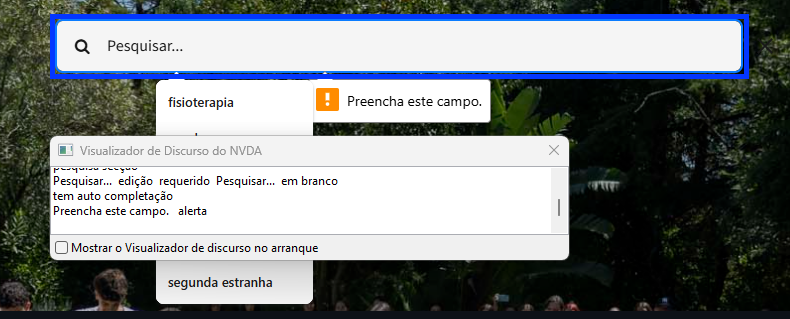 Pesquisar...
fisioterapia
Preencha este campo.
Visualizador de Discurso do NVDA
pesquisa secção
Pesquisar... edição requerido Pesquisar... em branco
tem auto completação
Preencha este campo. alerta
Mostrar o Visualizador de discurso no arranque
segunda estranha